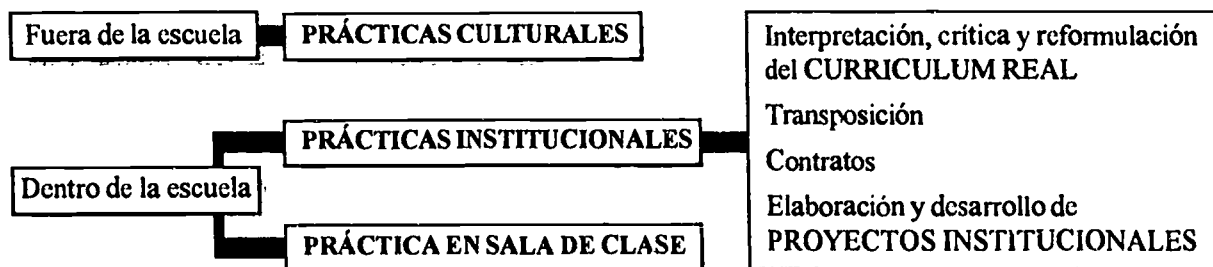 Fuera de la escuela
PRÁCTICAS CULTURALES
Dentro de la escuela
PRÁCTICAS INSTITUCIONALES
PRÁCTICA EN SALA DE CLASE
Interpretación, crítica y reformulación
del CURRICULUM REAL
Transposición
Contratos
Elaboración y desarrollo de
PROYECTOS INSTITUCIONALES